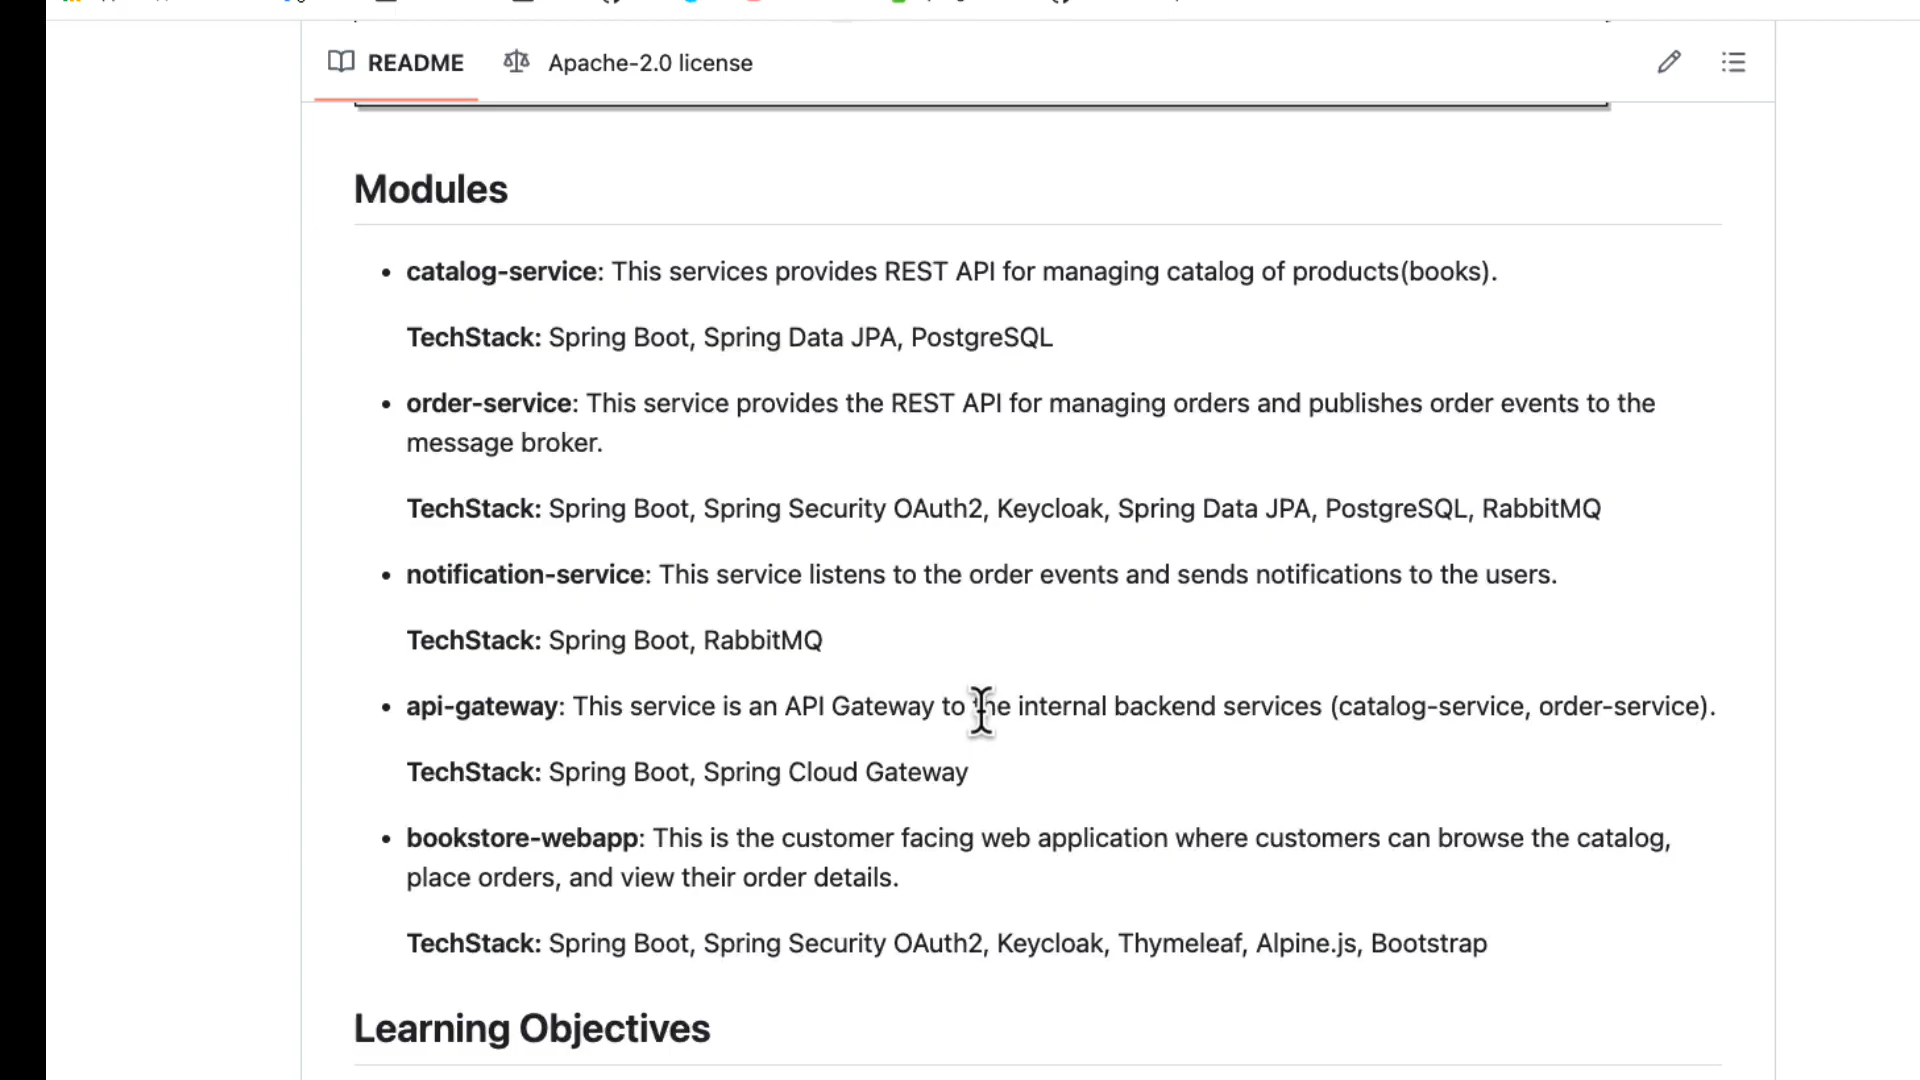 README
Apache-2.0 license
Modules
• catalog-service: This services provides REST API for managing catalog of products(books).
TechStack: Spring Boot, Spring Data JPA, PostgreSQL
• order-service: This service provides the REST API for managing orders and publishes order events to the
message broker.
TechStack: Spring Boot, Spring Security OAuth2, Keycloak, Spring Data JPA, PostgreSQL, RabbitMQ
• notification-service: This service listens to the order events and sends notifications to the users.
TechStack: Spring Boot, RabbitMQ
• api-gateway: This service is an API Gateway to the internal backend services (catalog-service, order-service).
TechStack: Spring Boot, Spring Cloud Gateway
• bookstore-webapp: This is the customer facing web application where customers can browse the catalog,
place orders, and view their order details.
TechStack: Spring Boot, Spring Security OAuth2, Keycloak, Thymeleaf, Alpine.js, Bootstrap
Learning Objectives